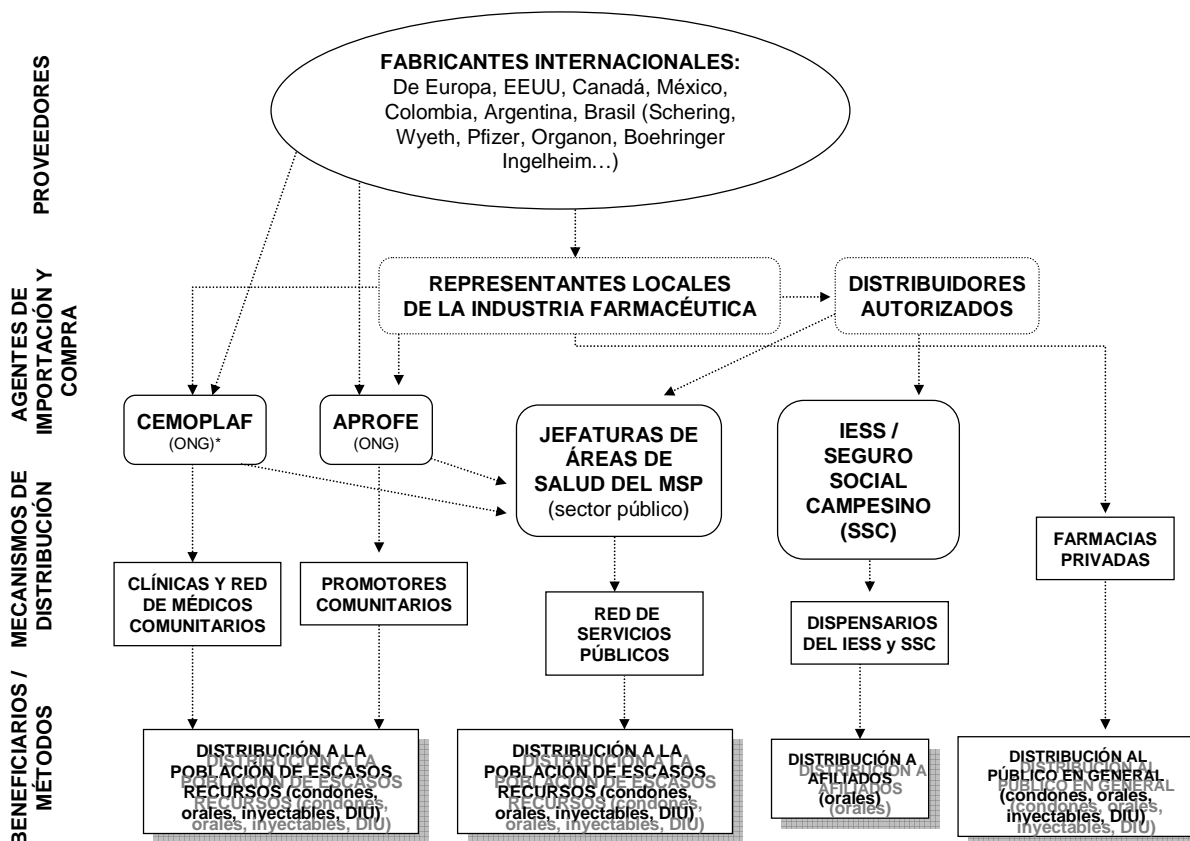 PROVEEDORES
FABRICANTES INTERNACIONALES:
De Europa, EEUU, Canadá, México,
Colombia, Argentina, Brasil (Schering,
Wyeth, Pfizer, Organon, Boehringer
Ingelheim…)
AGENTES DE
IMPORTACIÓN Y
COMPRA
REPRESENTANTES LOCALES
DE LA INDUSTRIA FARMACÉUTICA
DISTRIBUIDORES
AUTORIZADOS
CEMOPLAF
(ONG)*
APROFE
(ONG)
JEFATURAS DE
ÁREAS DE
SALUD DEL MSP
(sector público)
IESS /
SEGURO
SOCIAL
CAMPESINO
(SSC)
MECANISMOS DE
DISTRIBUCIÓN
CLÍNICAS Y RED
DE MÉDICOS
COMUNITARIOS
PROMOTORES
COMUNITARIOS
RED DE
SERVICIOS
PÚBLICOS
DISPENSARIOS
DEL IESS y SSC
FARMACIAS
PRIVADAS
BENEFICIARIOS /
MÉTODOS
DISTRIBUCIÓN A LA
POBLACIÓN DE ESCASOS
RECURSOS (condones,
orales, inyectables, DIU)
DISTRIBUCIÓN A LA
POBLACIÓN DE ESCASOS
RECURSOS (condones,
orales, inyectables, DIU)
DISTRIBUCIÓN A
AFILIADOS
(orales)
DISTRIBUCIÓN AL
PÚBLICO EN GENERAL
(condones, orales,
inyectables, DIU)